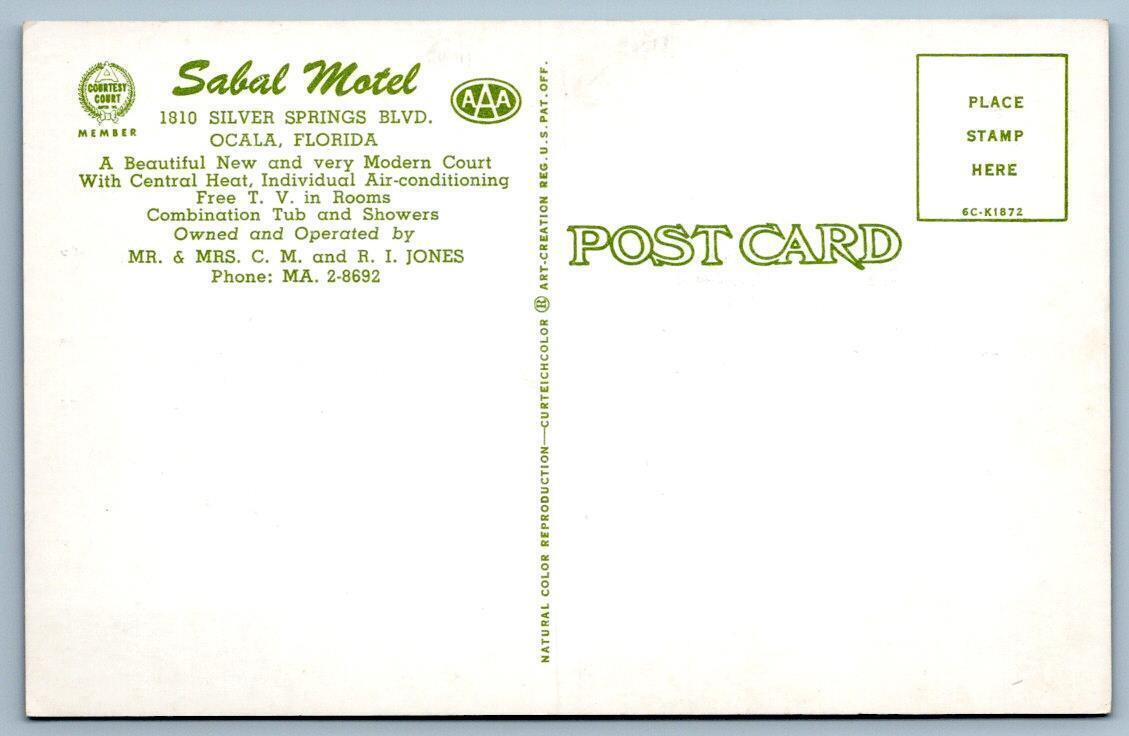 COURTESY
COURT
MEMBER
Sabal Motel
AAA
1810 SILVER SPRINGS BLVD.
OCALA, FLORIDA
A Beautiful New and very Modern Court
With Central Heat, Individual Air-conditioning
Free T. V. in Rooms
Combination Tub and Showers
Owned and Operated by
MR. & MRS. C. M. and R. I. JONES
Phone: MA. 2-8692
NATURAL COLOR REPRODUCTION—CURTEICHCOLOR ® ART-CREATION REG. U.S. PAT. OFF.
POST CARD
PLACE
STAMP
HERE
6C-K1872